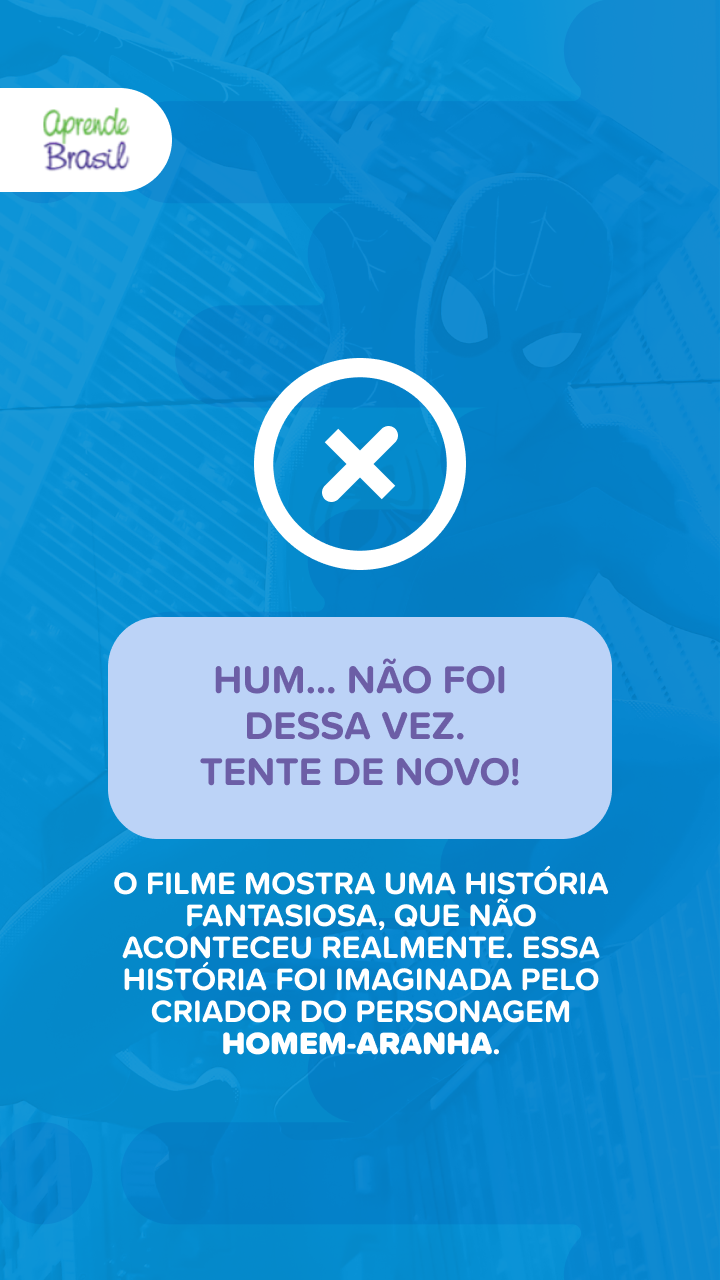 aprende
Brasil
HUM... NÃO FOI
DESSA VEZ.
TENTE DE NOVO!
O FILME MOSTRA UMA HISTÓRIA
FANTASIOSA, QUE NÃO
ACONTECEU REALMENTE. ESSA
HISTÓRIA FOI IMAGINADA PELO
CRIADOR DO PERSONAGEM
HOMEM-ARANHA.